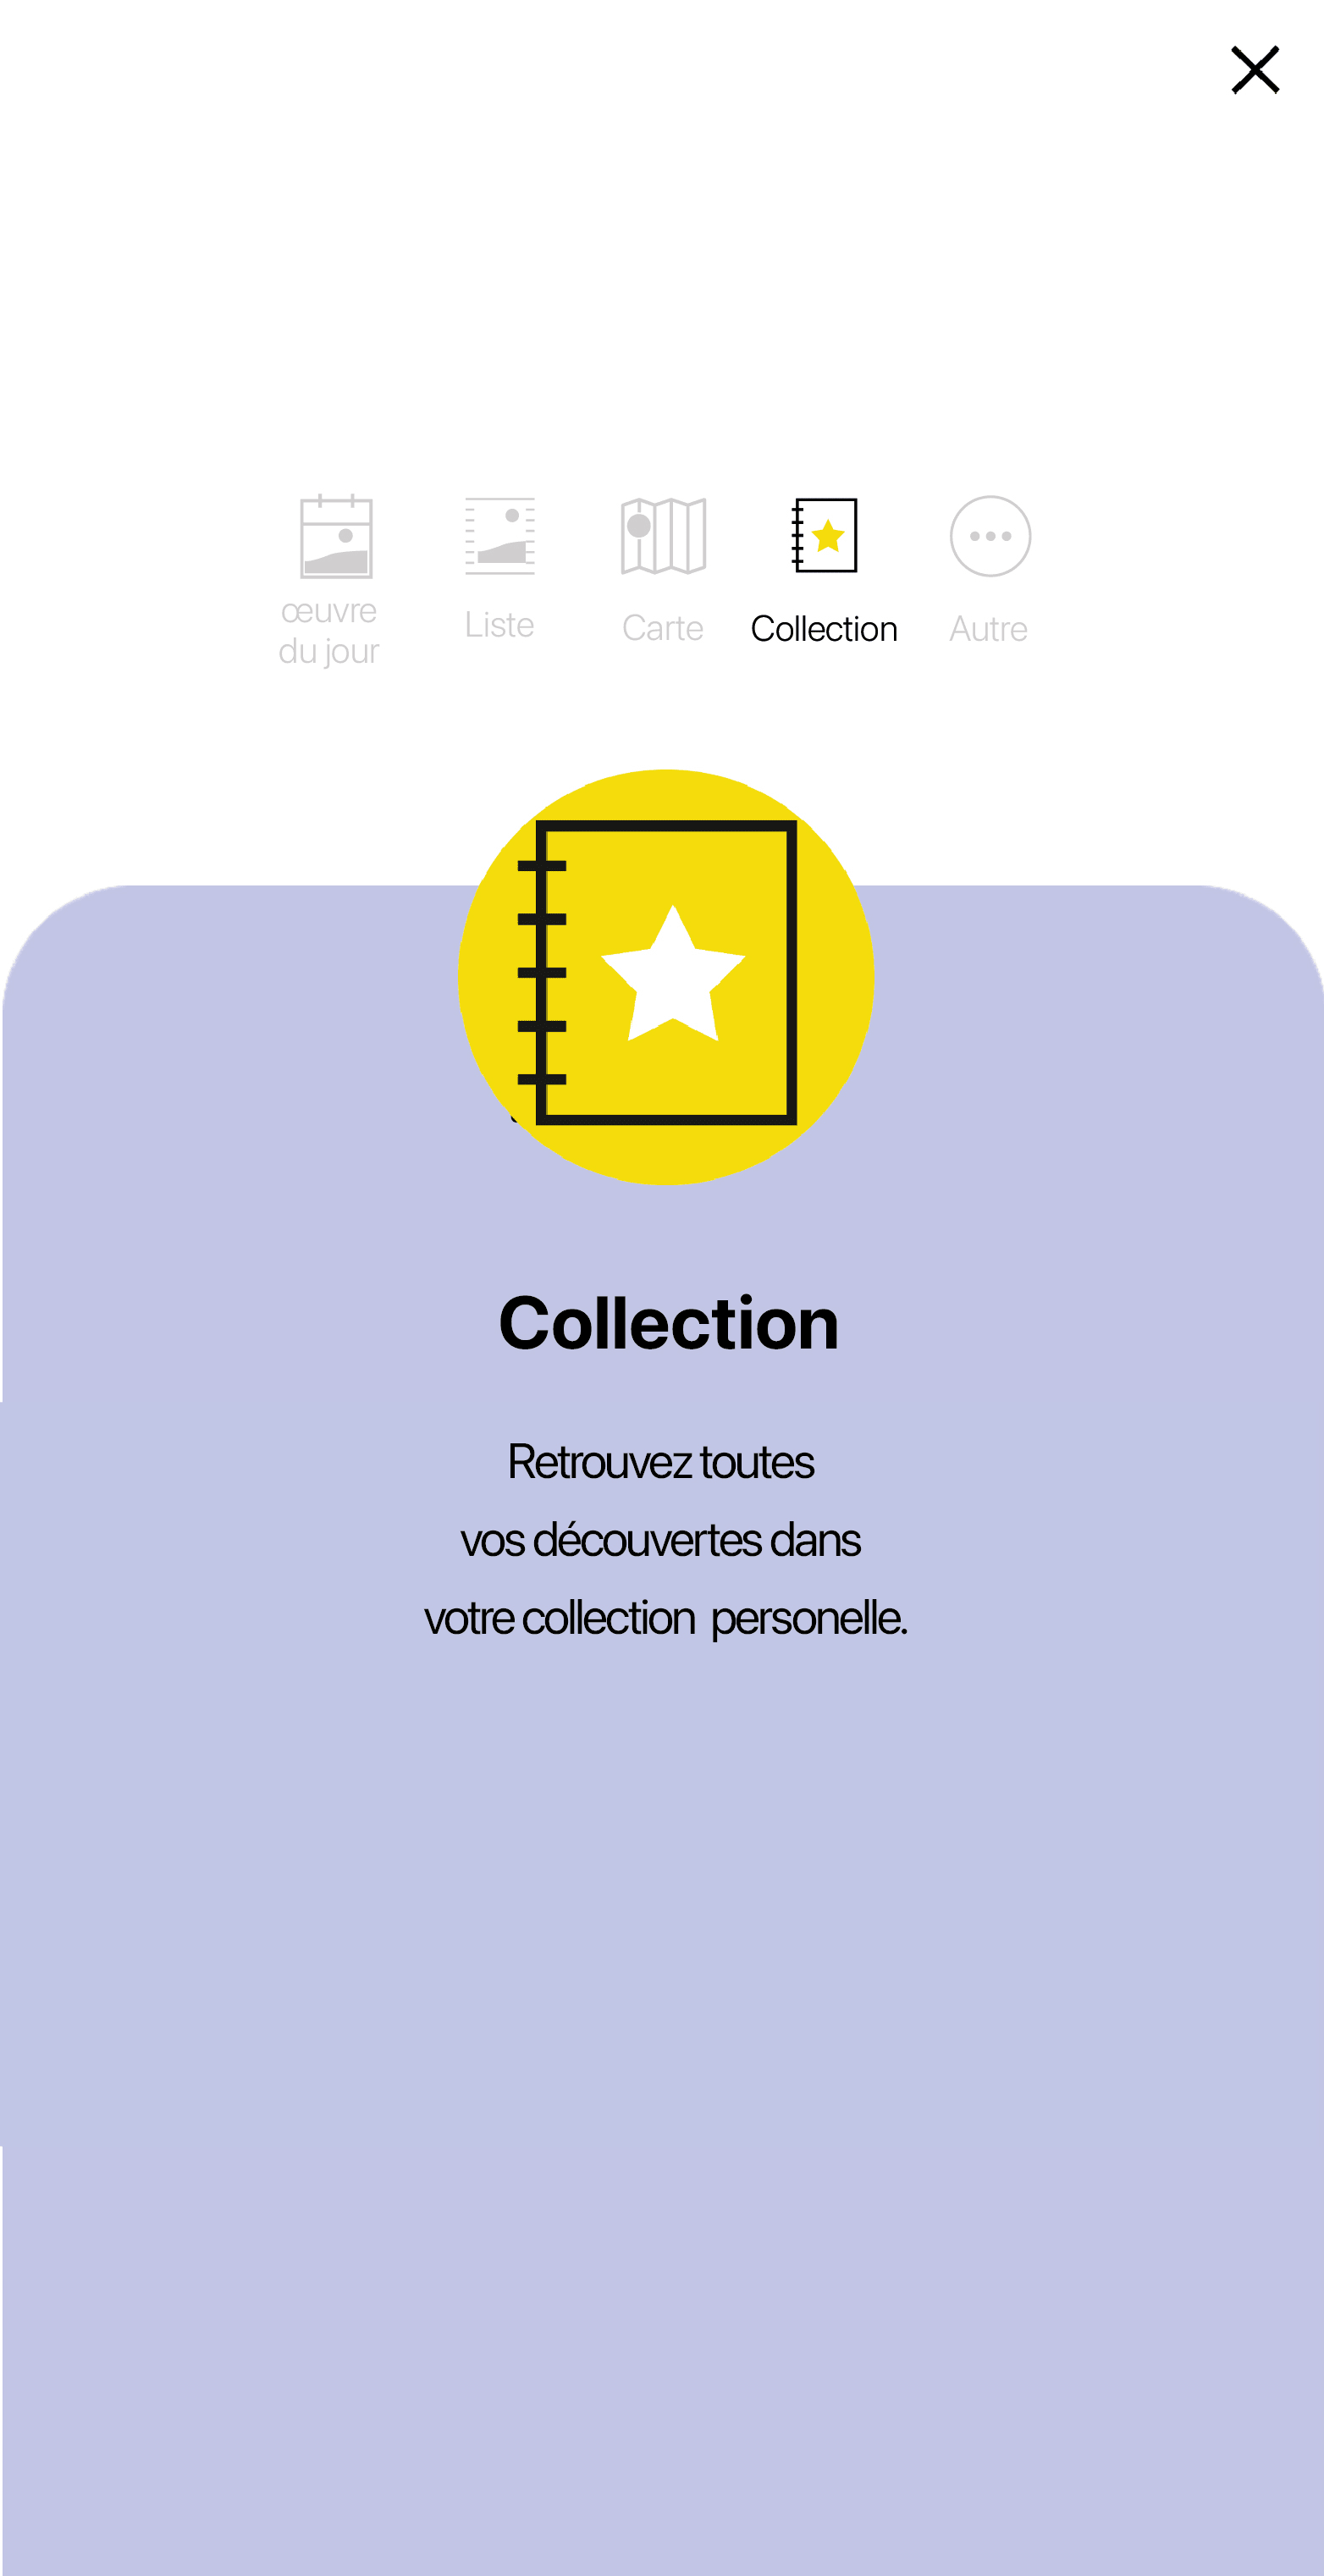 œuvre
du jour
Liste
Carte
Collection
Autre
Collection
Retrouvez toutes
vos découvertes dans
votre collection personelle.